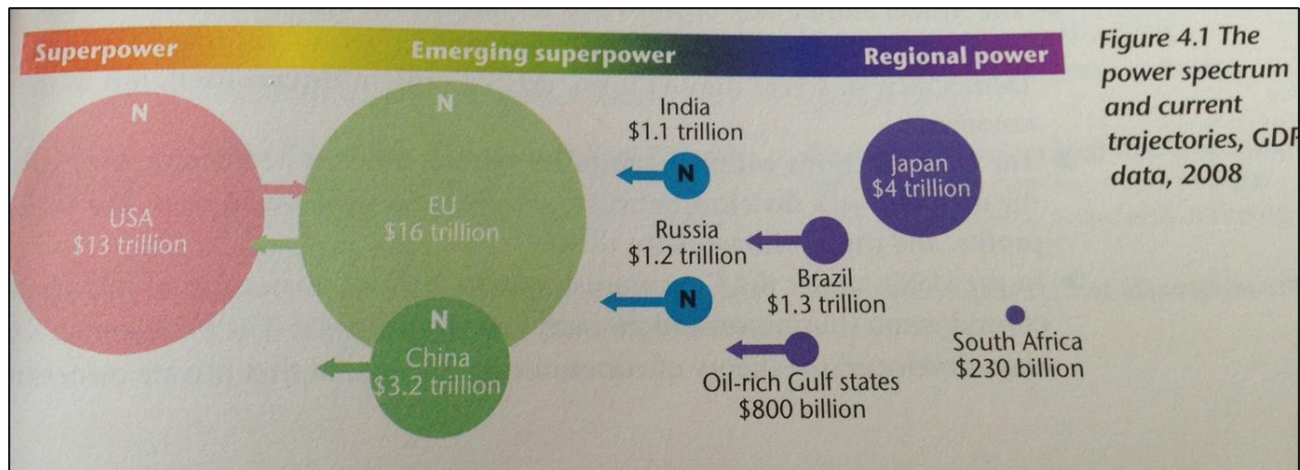 Superpower
Emerging superpower
Regional power
Figure 4.1 The
power spectrum
and current
trajectories, GDP
data, 2008
N
USA
$13 trillion
N
EU
$16 trillion
N
China
$3.2 trillion
India
$1.1 trillion
N
Russia
$1.2 trillion
N
Brazil
$1.3 trillion
Oil-rich Gulf states
$800 billion
Japan
$4 trillion
South Africa
$230 billion